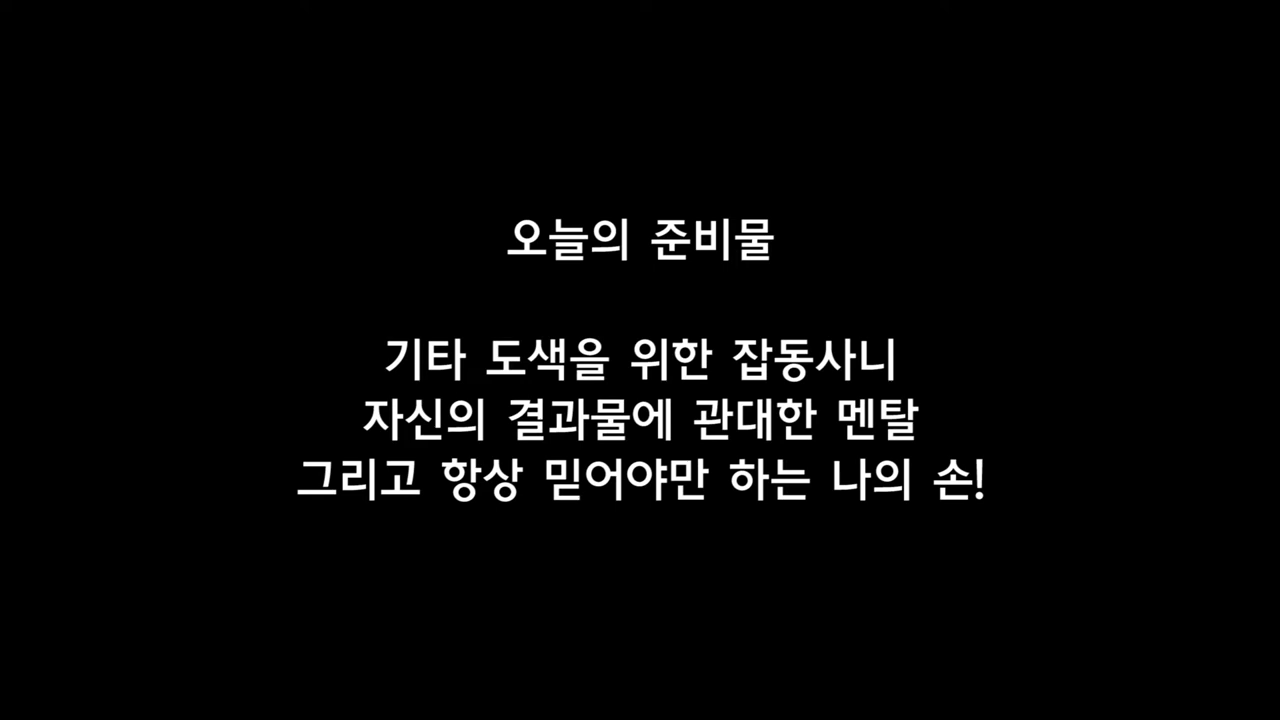 오늘의 준비물
기타 도색을 위한 잡동사니
자신의 결과물에 관대한 멘탈
그리고 항상 믿어야만 하는 나의 손!